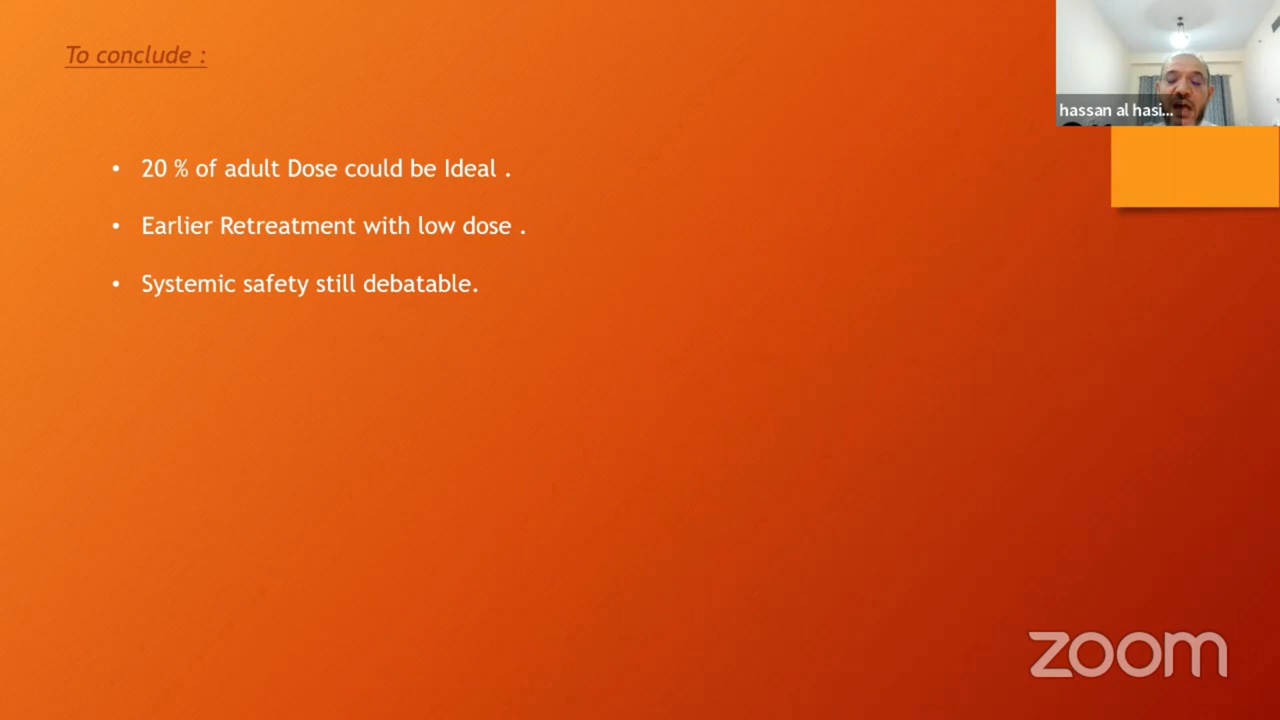 To conclude :
hassan al hasi...
• 20 % of adult Dose could be Ideal .
• Earlier Retreatment with low dose .
• Systemic safety still debatable.
zoom